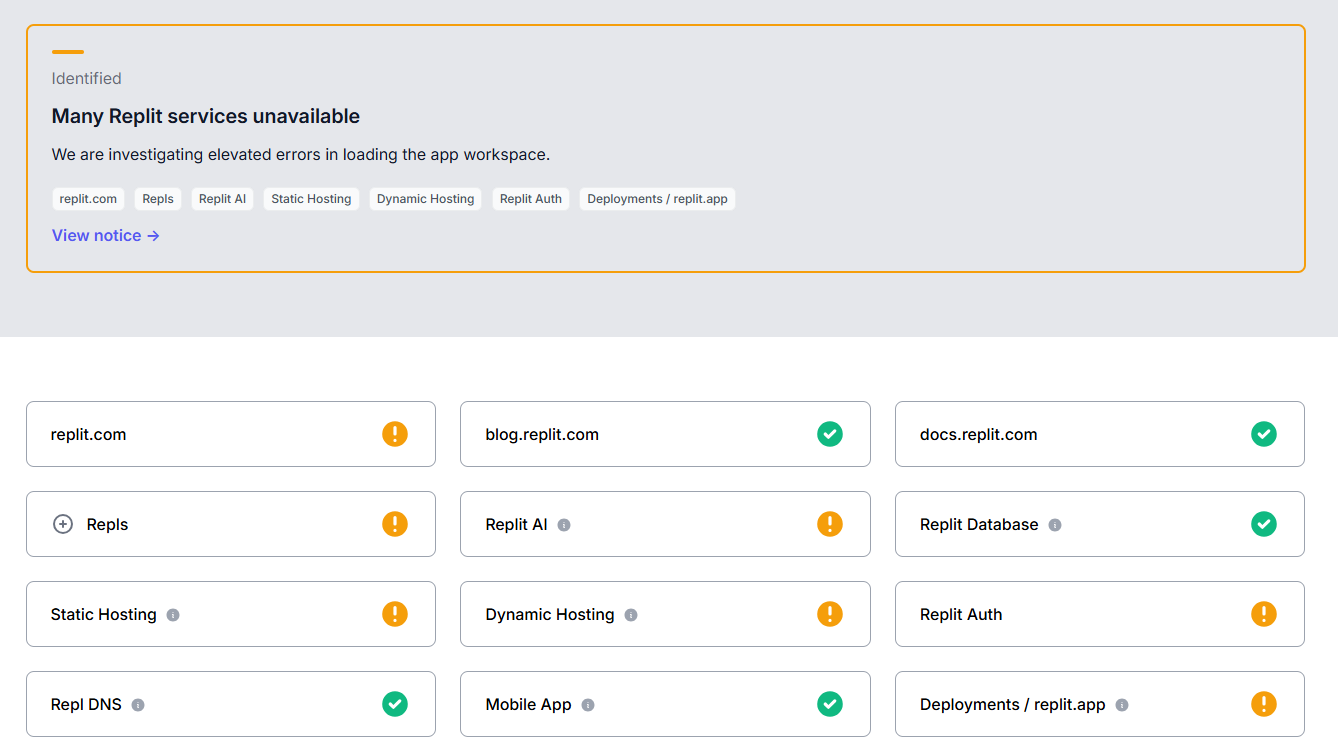 Identified
Many Replit services unavailable
We are investigating elevated errors in loading the app workspace.
replit.com Repls Replit AI Static Hosting Dynamic Hosting Replit Auth Deployments / replit.app
View notice →
replit.com
blog.replit.com
docs.replit.com
Repls
Replit AI
Replit Database
Static Hosting
Dynamic Hosting
Replit Auth
Repl DNS
Mobile App
Deployments / replit.app